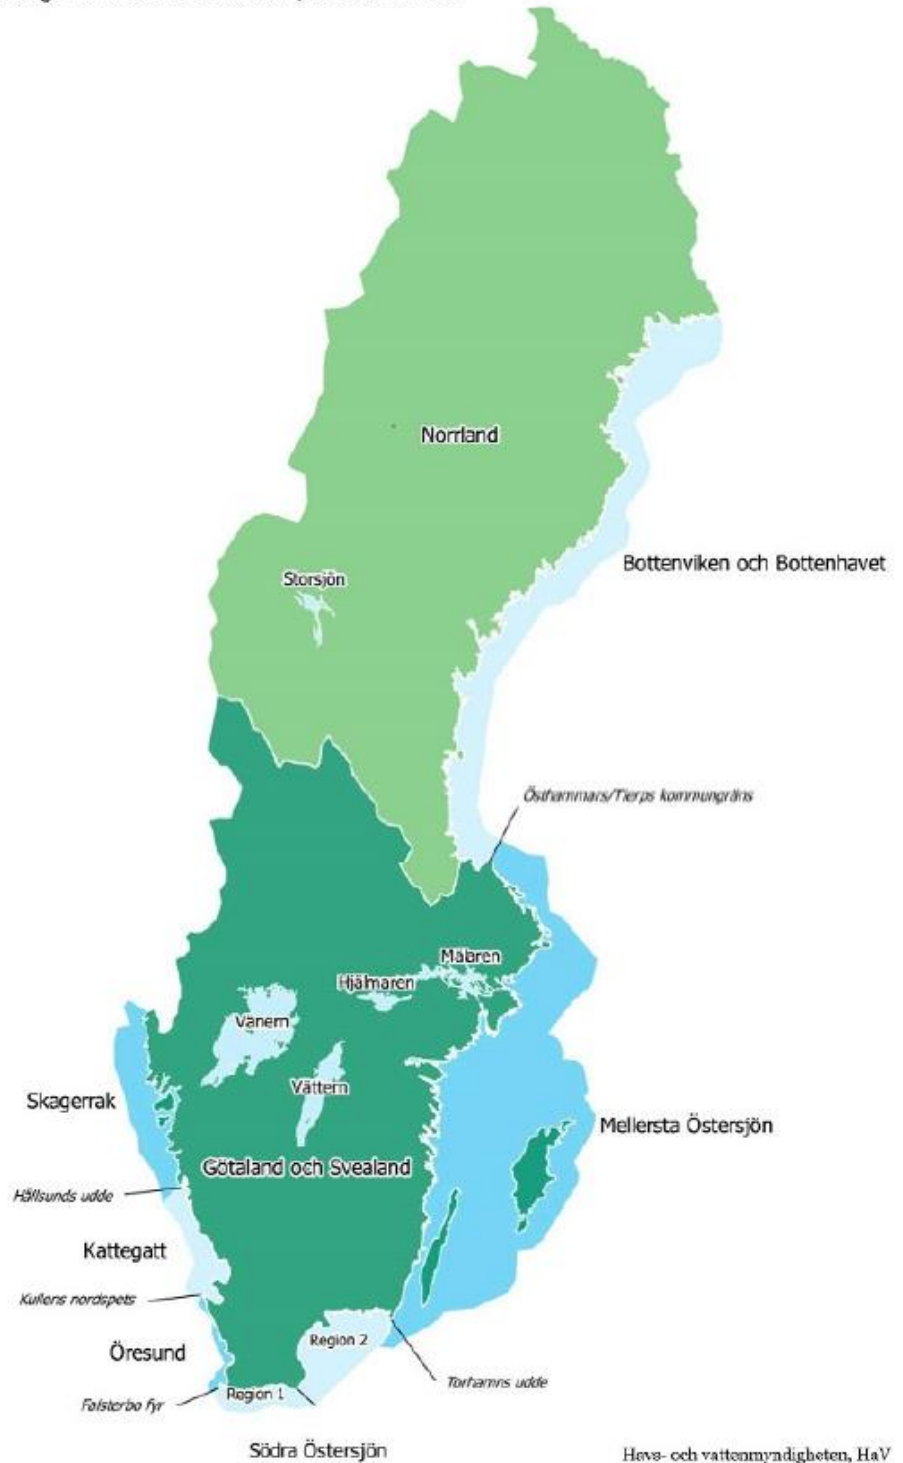 Norrland
Bottenviken och Bottenhavet
Storsjön
Östhammars/Tierps kommungräns
Mälaren
Hjälmaren
Vänern
Vättern
Skagerrak
Mellersta Östersjön
Götaland och Svealand
Hållsunds udde
Kattegatt
Kullens nordspets
Region 2
Öresund
Torhamns udde
Region 1
Falsterbo fyr
Södra Östersjön
Havs- och vattenmyndigheten, HaV